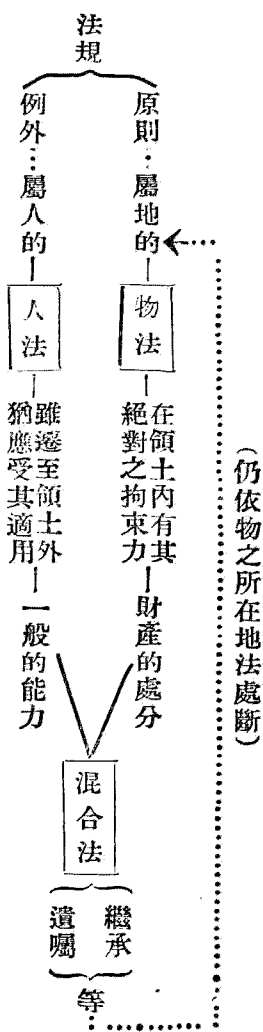 法規
原則…屬地的
物法
在領土內有其
絕對之拘束力
財產的處分
例外…屬人的
人法
雖遷至領土外
猶應受其適用
一般的能力
混合法
繼承
遺囑
等
(仍依物之所在地法處斷)